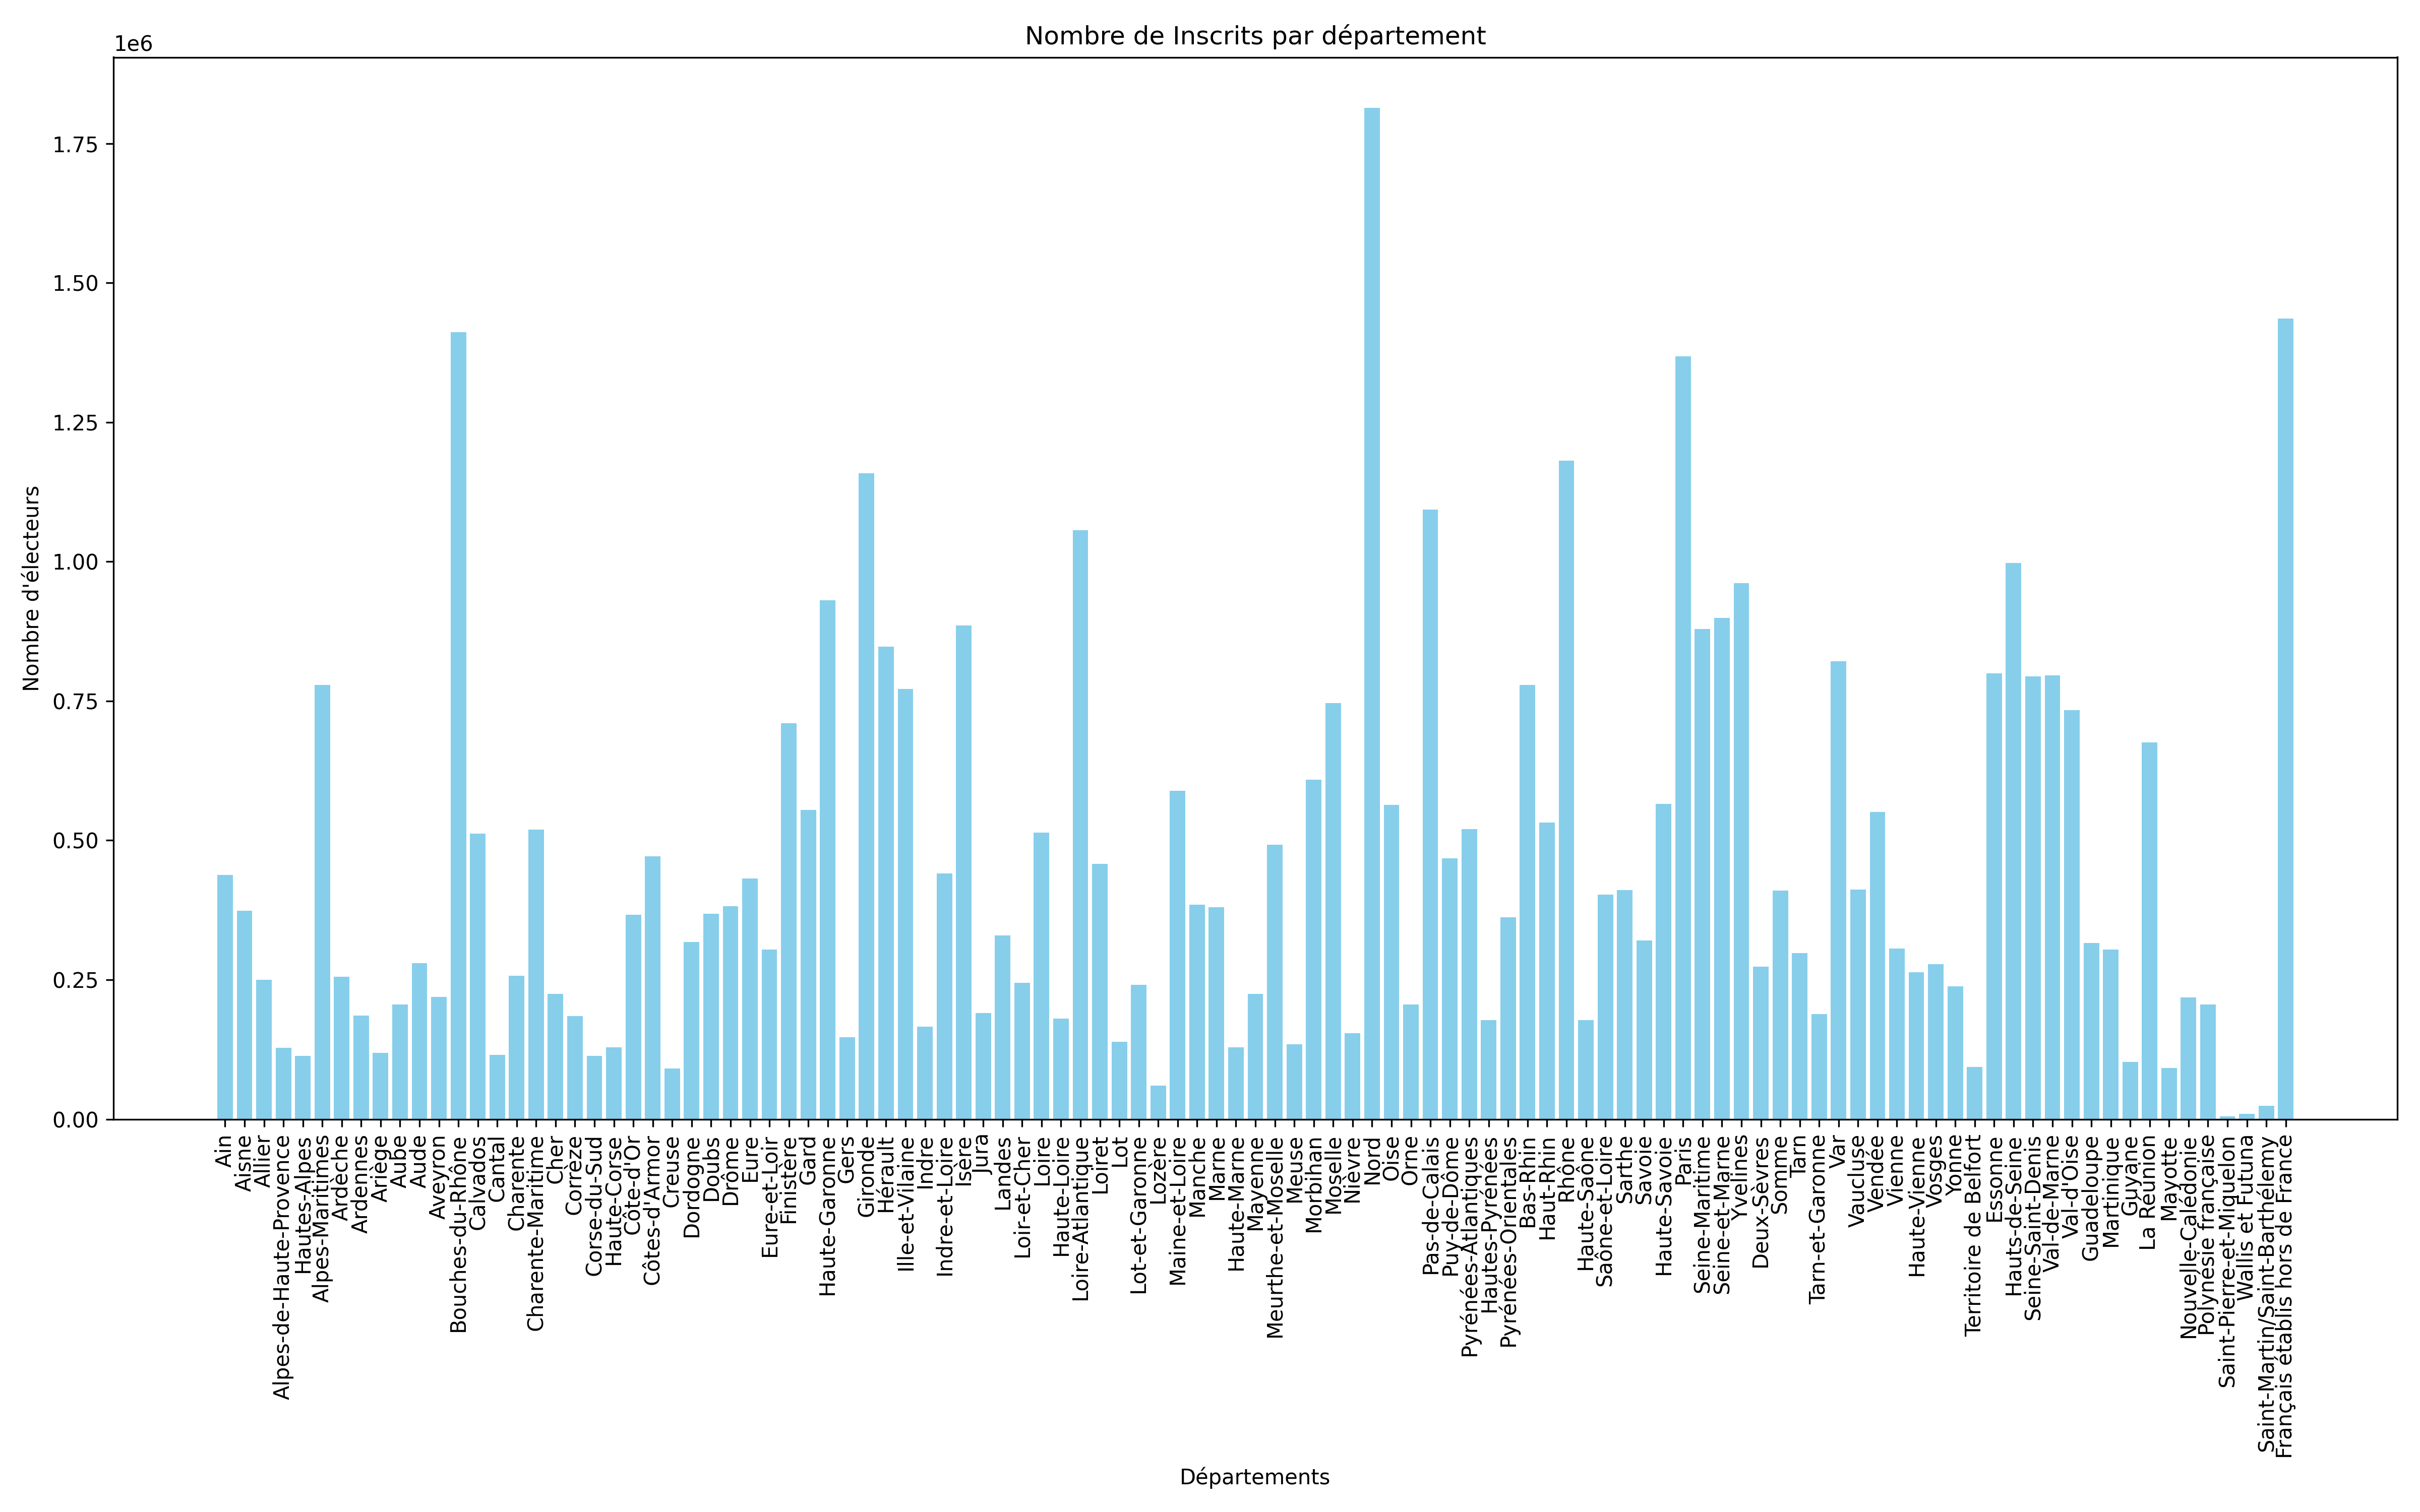 Nombre de Inscrits par département
1e6
Nombre d'électeurs
1.75
1.50
1.25
1.00
0.75
0.50
0.25
0.00
Ain
Aisne
Allier
Alpes-de-Haute-Provence
Hautes-Alpes
Alpes-Maritimes
Ardèche
Ardennes
Ariège
Aube
Aude
Aveyron
Bouches-du-Rhône
Calvados
Cantal
Charente
Charente-Maritime
Cher
Corrèze
Corse-du-Sud
Haute-Corse
Côte-d'Or
Côtes-d'Armor
Creuse
Dordogne
Doubs
Drôme
Eure
Eure-et-Loir
Finistère
Gard
Haute-Garonne
Gers
Gironde
Hérault
Ille-et-Vilaine
Indre
Indre-et-Loire
Isère
Jura
Landes
Loir-et-Cher
Loire
Haute-Loire
Loire-Atlantique
Loiret
Lot
Lot-et-Garonne
Lozère
Maine-et-Loire
Manche
Marne
Haute-Marne
Mayenne
Meurthe-et-Moselle
Meuse
Morbihan
Moselle
Nièvre
Nord
Oise
Orne
Pas-de-Calais
Puy-de-Dôme
Pyrénées-Atlantiques
Hautes-Pyrénées
Pyrénées-Orientales
Bas-Rhin
Haut-Rhin
Rhône
Haute-Saône
Saône-et-Loire
Sarthe
Savoie
Haute-Savoie
Paris
Seine-Maritime
Seine-et-Marne
Yvelines
Deux-Sèvres
Somme
Tarn
Tarn-et-Garonne
Var
Vaucluse
Vendée
Vienne
Haute-Vienne
Vosges
Yonne
Territoire de Belfort
Essonne
Hauts-de-Seine
Seine-Saint-Denis
Val-de-Marne
Val-d'Oise
Guadeloupe
Martinique
Guyane
La Réunion
Mayotte
Nouvelle-Calédonie
Polynésie française
Saint-Pierre-et-Miquelon
Wallis et Futuna
Saint-Martin/Saint-Barthélemy
Français établis hors de France
Départements